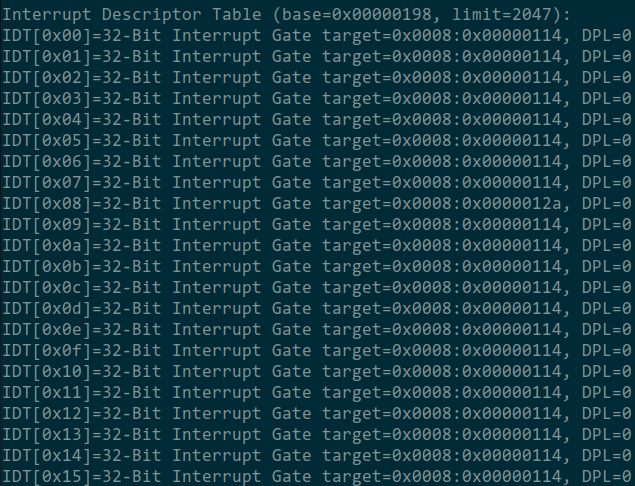 Interrupt Descriptor Table (base=0x00000198, limit=2047):
IDT[0x00]=32-Bit Interrupt Gate target=0x0008:0x00000114, DPL=0
IDT[0x01]=32-Bit Interrupt Gate target=0x0008:0x00000114, DPL=0
IDT[0x02]=32-Bit Interrupt Gate target=0x0008:0x00000114, DPL=0
IDT[0x03]=32-Bit Interrupt Gate target=0x0008:0x00000114, DPL=0
IDT[0x04]=32-Bit Interrupt Gate target=0x0008:0x00000114, DPL=0
IDT[0x05]=32-Bit Interrupt Gate target=0x0008:0x00000114, DPL=0
IDT[0x06]=32-Bit Interrupt Gate target=0x0008:0x00000114, DPL=0
IDT[0x07]=32-Bit Interrupt Gate target=0x0008:0x00000114, DPL=0
IDT[0x08]=32-Bit Interrupt Gate target=0x0008:0x0000012a, DPL=0
IDT[0x09]=32-Bit Interrupt Gate target=0x0008:0x00000114, DPL=0
IDT[0x0a]=32-Bit Interrupt Gate target=0x0008:0x00000114, DPL=0
IDT[0x0b]=32-Bit Interrupt Gate target=0x0008:0x00000114, DPL=0
IDT[0x0c]=32-Bit Interrupt Gate target=0x0008:0x00000114, DPL=0
IDT[0x0d]=32-Bit Interrupt Gate target=0x0008:0x00000114, DPL=0
IDT[0x0e]=32-Bit Interrupt Gate target=0x0008:0x00000114, DPL=0
IDT[0x0f]=32-Bit Interrupt Gate target=0x0008:0x00000114, DPL=0
IDT[0x10]=32-Bit Interrupt Gate target=0x0008:0x00000114, DPL=0
IDT[0x11]=32-Bit Interrupt Gate target=0x0008:0x00000114, DPL=0
IDT[0x12]=32-Bit Interrupt Gate target=0x0008:0x00000114, DPL=0
IDT[0x13]=32-Bit Interrupt Gate target=0x0008:0x00000114, DPL=0
IDT[0x14]=32-Bit Interrupt Gate target=0x0008:0x00000114, DPL=0
IDT[0x15]=32-Bit Interrupt Gate target=0x0008:0x00000114, DPL=0